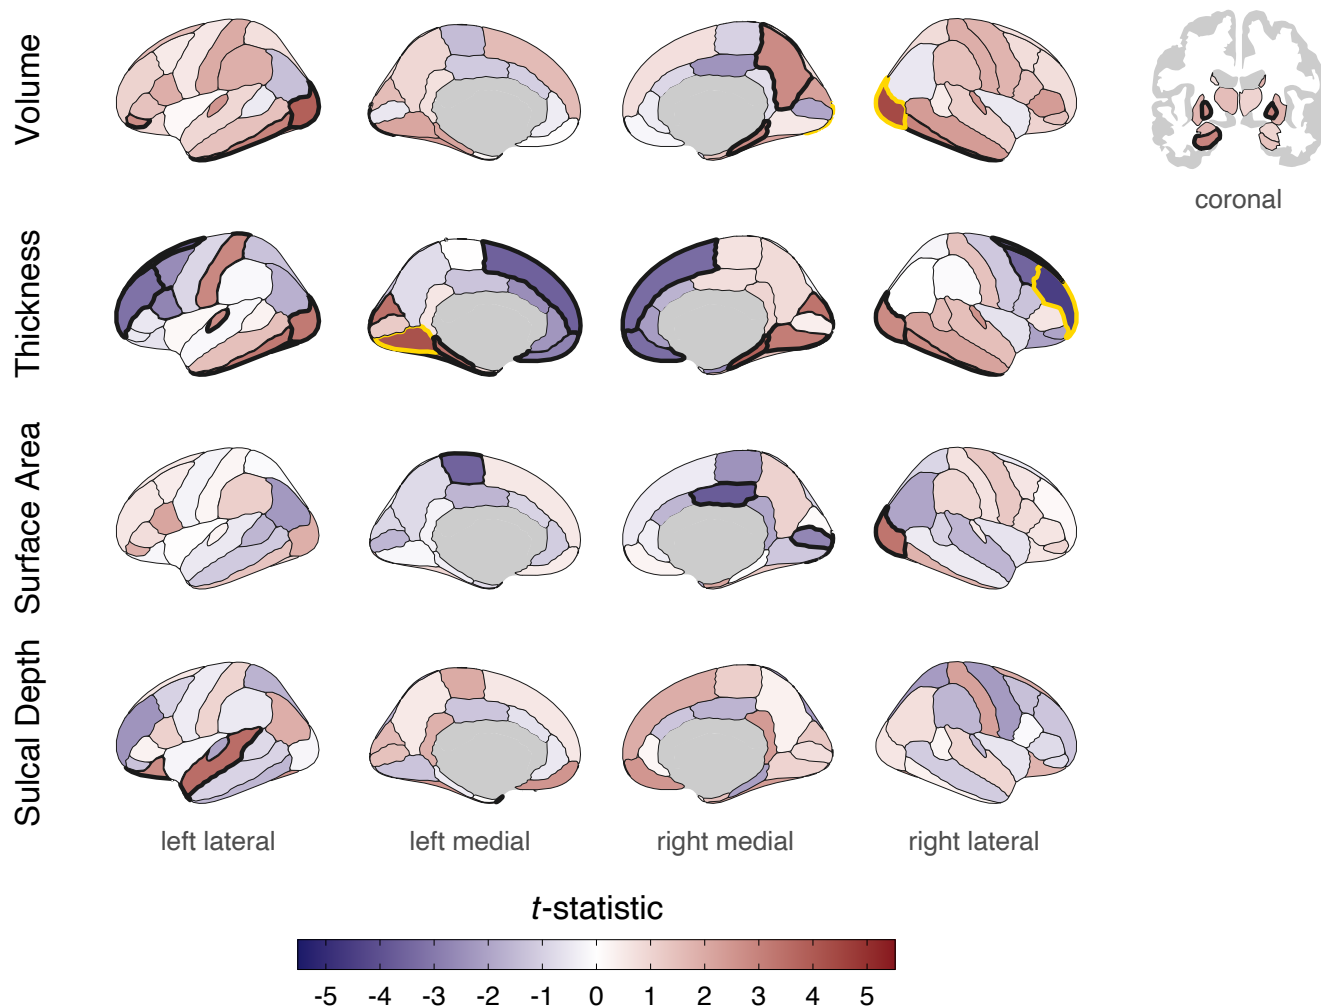 Volume
coronal
Thickness
Surface Area
Sulcal Depth
left lateral
left medial
right medial
right lateral
t-statistic
-5 -4 -3 -2 -1 0 1 2 3 4 5